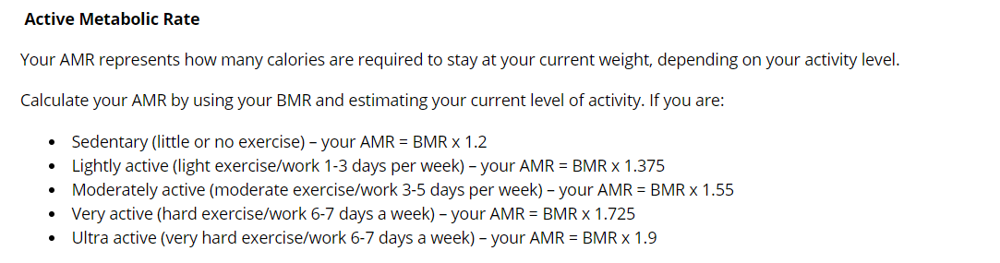 Active Metabolic Rate
Your AMR represents how many calories are required to stay at your current weight, depending on your activity level.
Calculate your AMR by using your BMR and estimating your current level of activity. If you are:
• Sedentary (little or no exercise) – your AMR = BMR x 1.2
• Lightly active (light exercise/work 1-3 days per week) – your AMR = BMR x 1.375
• Moderately active (moderate exercise/work 3-5 days per week) – your AMR = BMR x 1.55
• Very active (hard exercise/work 6-7 days a week) – your AMR = BMR x 1.725
• Ultra active (very hard exercise/work 6-7 days a week) – your AMR = BMR x 1.9